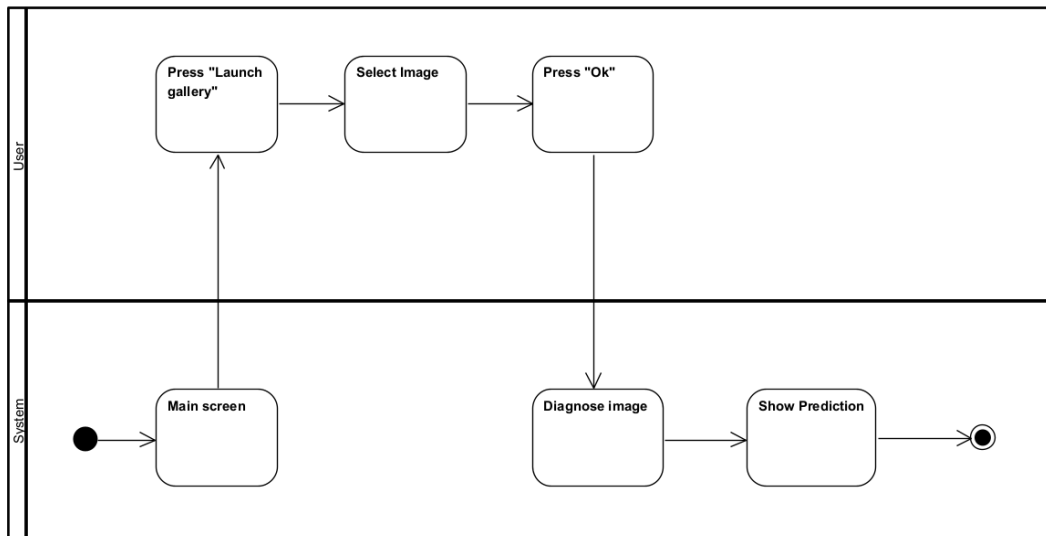 User
Press "Launch
gallery"
Select Image
Press "Ok"
System
Main screen
Diagnose image
Show Prediction